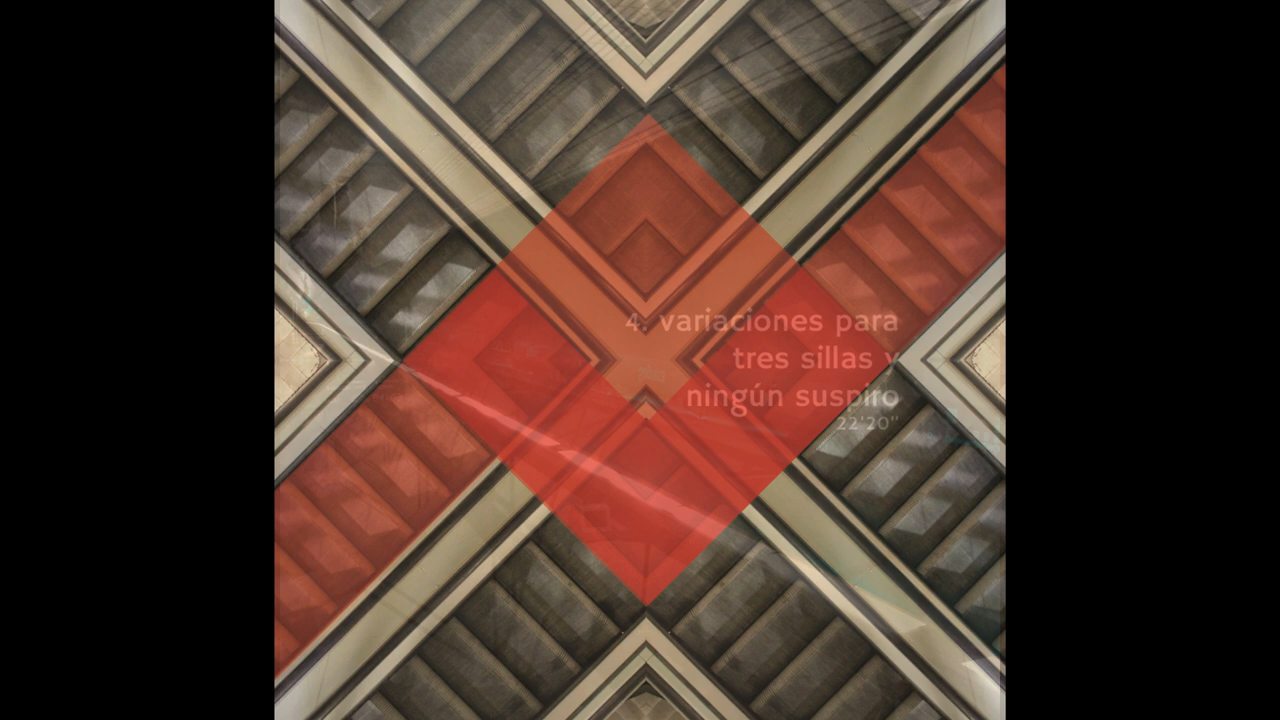 4. variaciones para
tres sillas y
ningún suspiro
22'20"